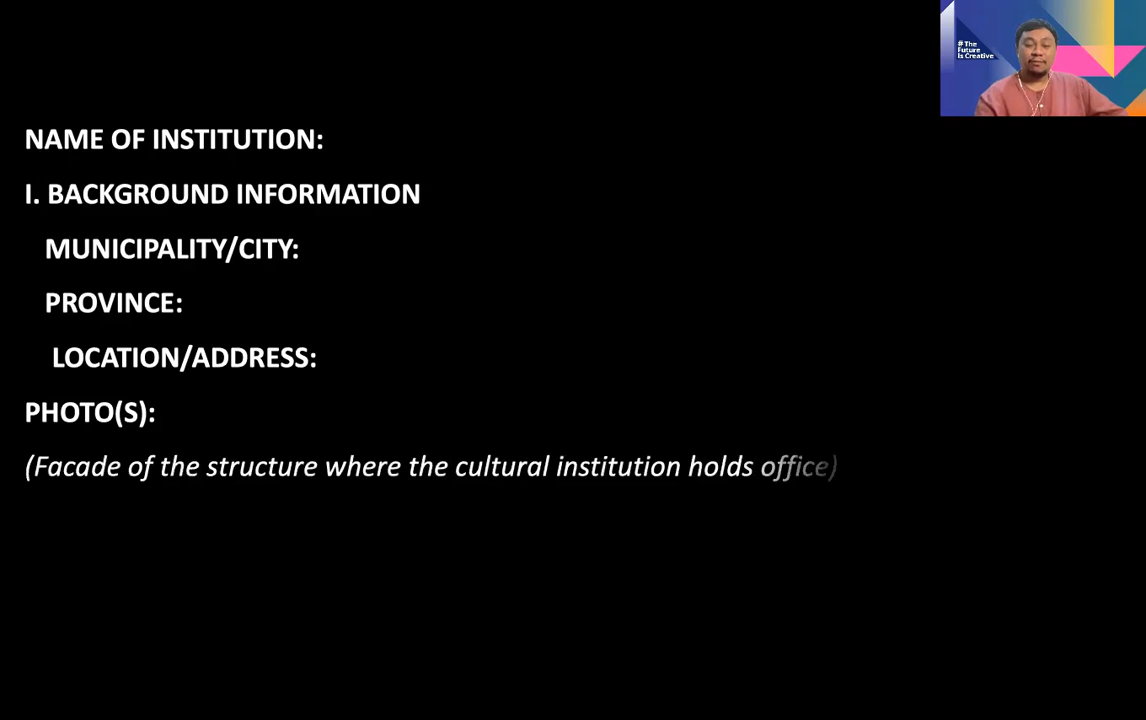 # The
Future
Is Creative
NAME OF INSTITUTION:
I. BACKGROUND INFORMATION
MUNICIPALITY/CITY:
PROVINCE:
LOCATION/ADDRESS:
PHOTO(S):
(Facade of the structure where the cultural institution holds office)